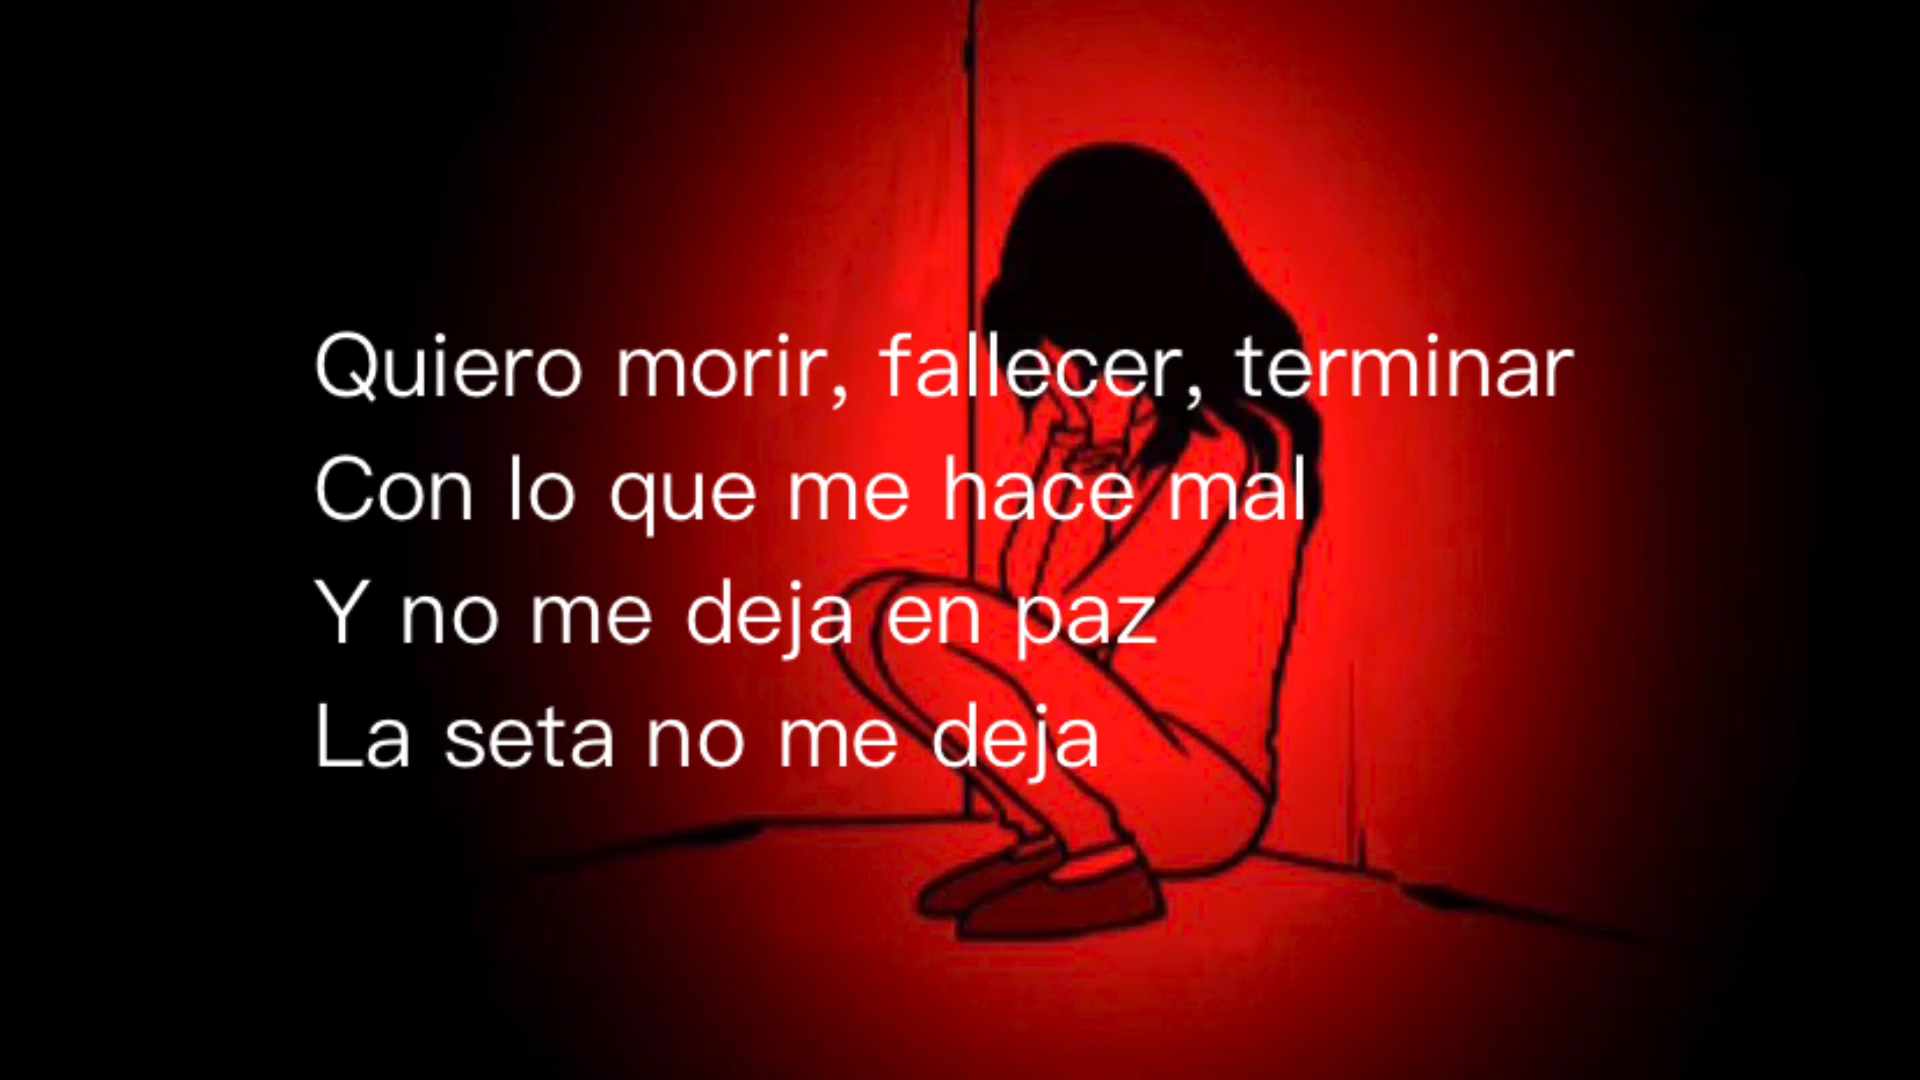 Quiero morir, fallecer, terminar
Con lo que me hace mal
Y no me deja en paz
La seta no me deja